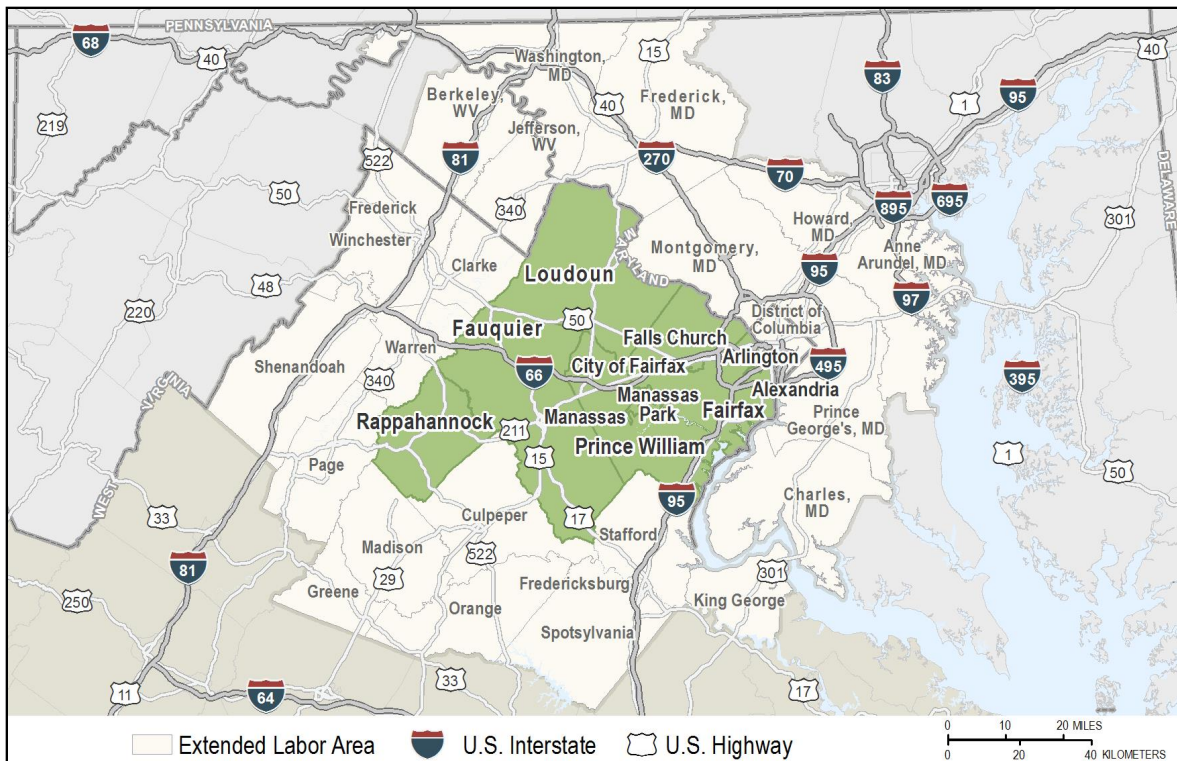 PENNSYLVANIA
68
40
15
83
40
Washington,
MD
1
95
Berkeley,
WV
40
Frederick,
MD
219
Jefferson,
WV
522
81
270
70
DELAWARE
50
340
895
695
Frederick
Howard,
MD
301
Winchester
MARYLAND
Montgomery,
MD
Anne
Arundel, MD
Clarke
95
Loudoun
48
97
220
District of
Columbia
Fauquier
50
Falls Church
Warren
Arlington
495
Shenandoah
66
City of Fairfax
395
340
Alexandria
WEST VIRGINIA
Manassas
Park
Rappahannock
Manassas
Fairfax
Prince
George's, MD
211
Prince William
15
1
Page
50
95
Charles,
MD
33
Culpeper
17
Stafford
Madison
522
81
29
Fredericksburg
301
Greene
250
Orange
King George
Spotsylvania
33
11
64
17
Extended Labor Area
U.S. Interstate
U.S. Highway
0 10 20 MILES
0 20 40 KILOMETERS